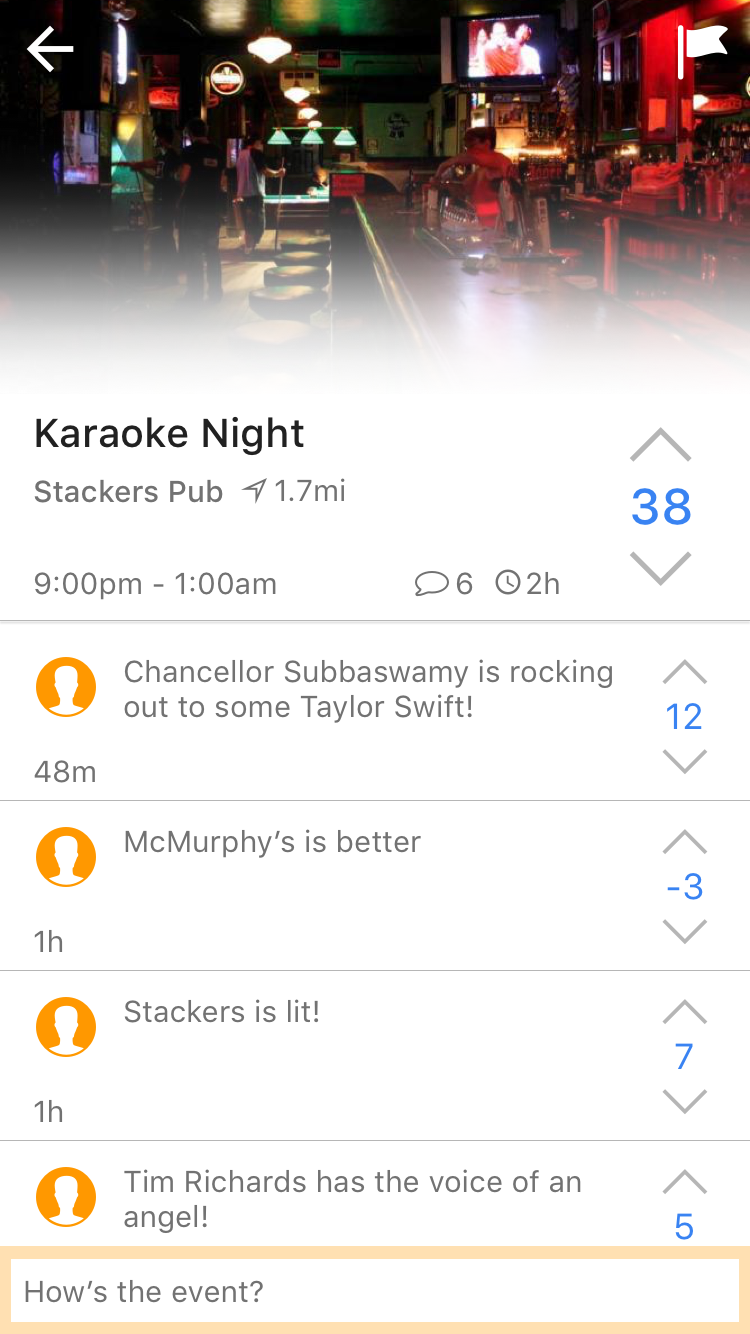 Karaoke Night
Stackers Pub 1.7mi
38
9:00pm - 1:00am 6 2h
Chancellor Subbaswamy is rocking
out to some Taylor Swift!
12
48m
McMurphy's is better
-3
1h
Stackers is lit!
7
1h
Tim Richards has the voice of an
angel!
5
How's the event?